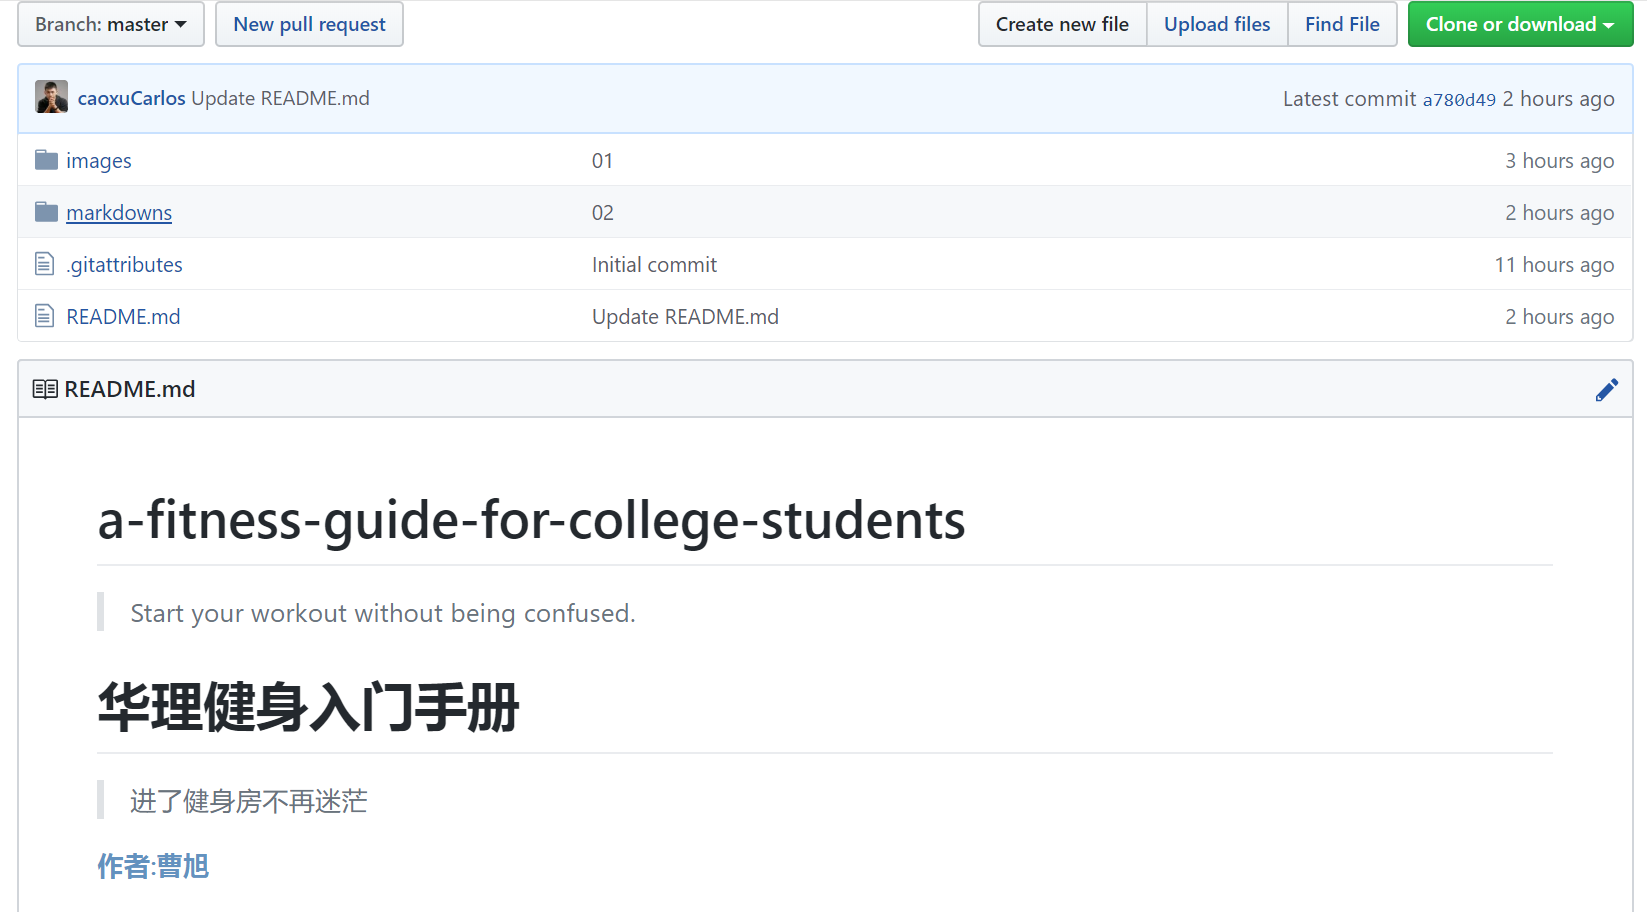 Branch: master New pull request Create new file Upload files Find File Clone or download
caoxuCarlos Update README.md Latest commit a780d49 2 hours ago
images 01 3 hours ago
markdowns 02 2 hours ago
.gitattributes Initial commit 11 hours ago
README.md Update README.md 2 hours ago
README.md
a-fitness-guide-for-college-students
Start your workout without being confused.
华理健身入门手册
进了健身房不再迷茫
作者:曹旭